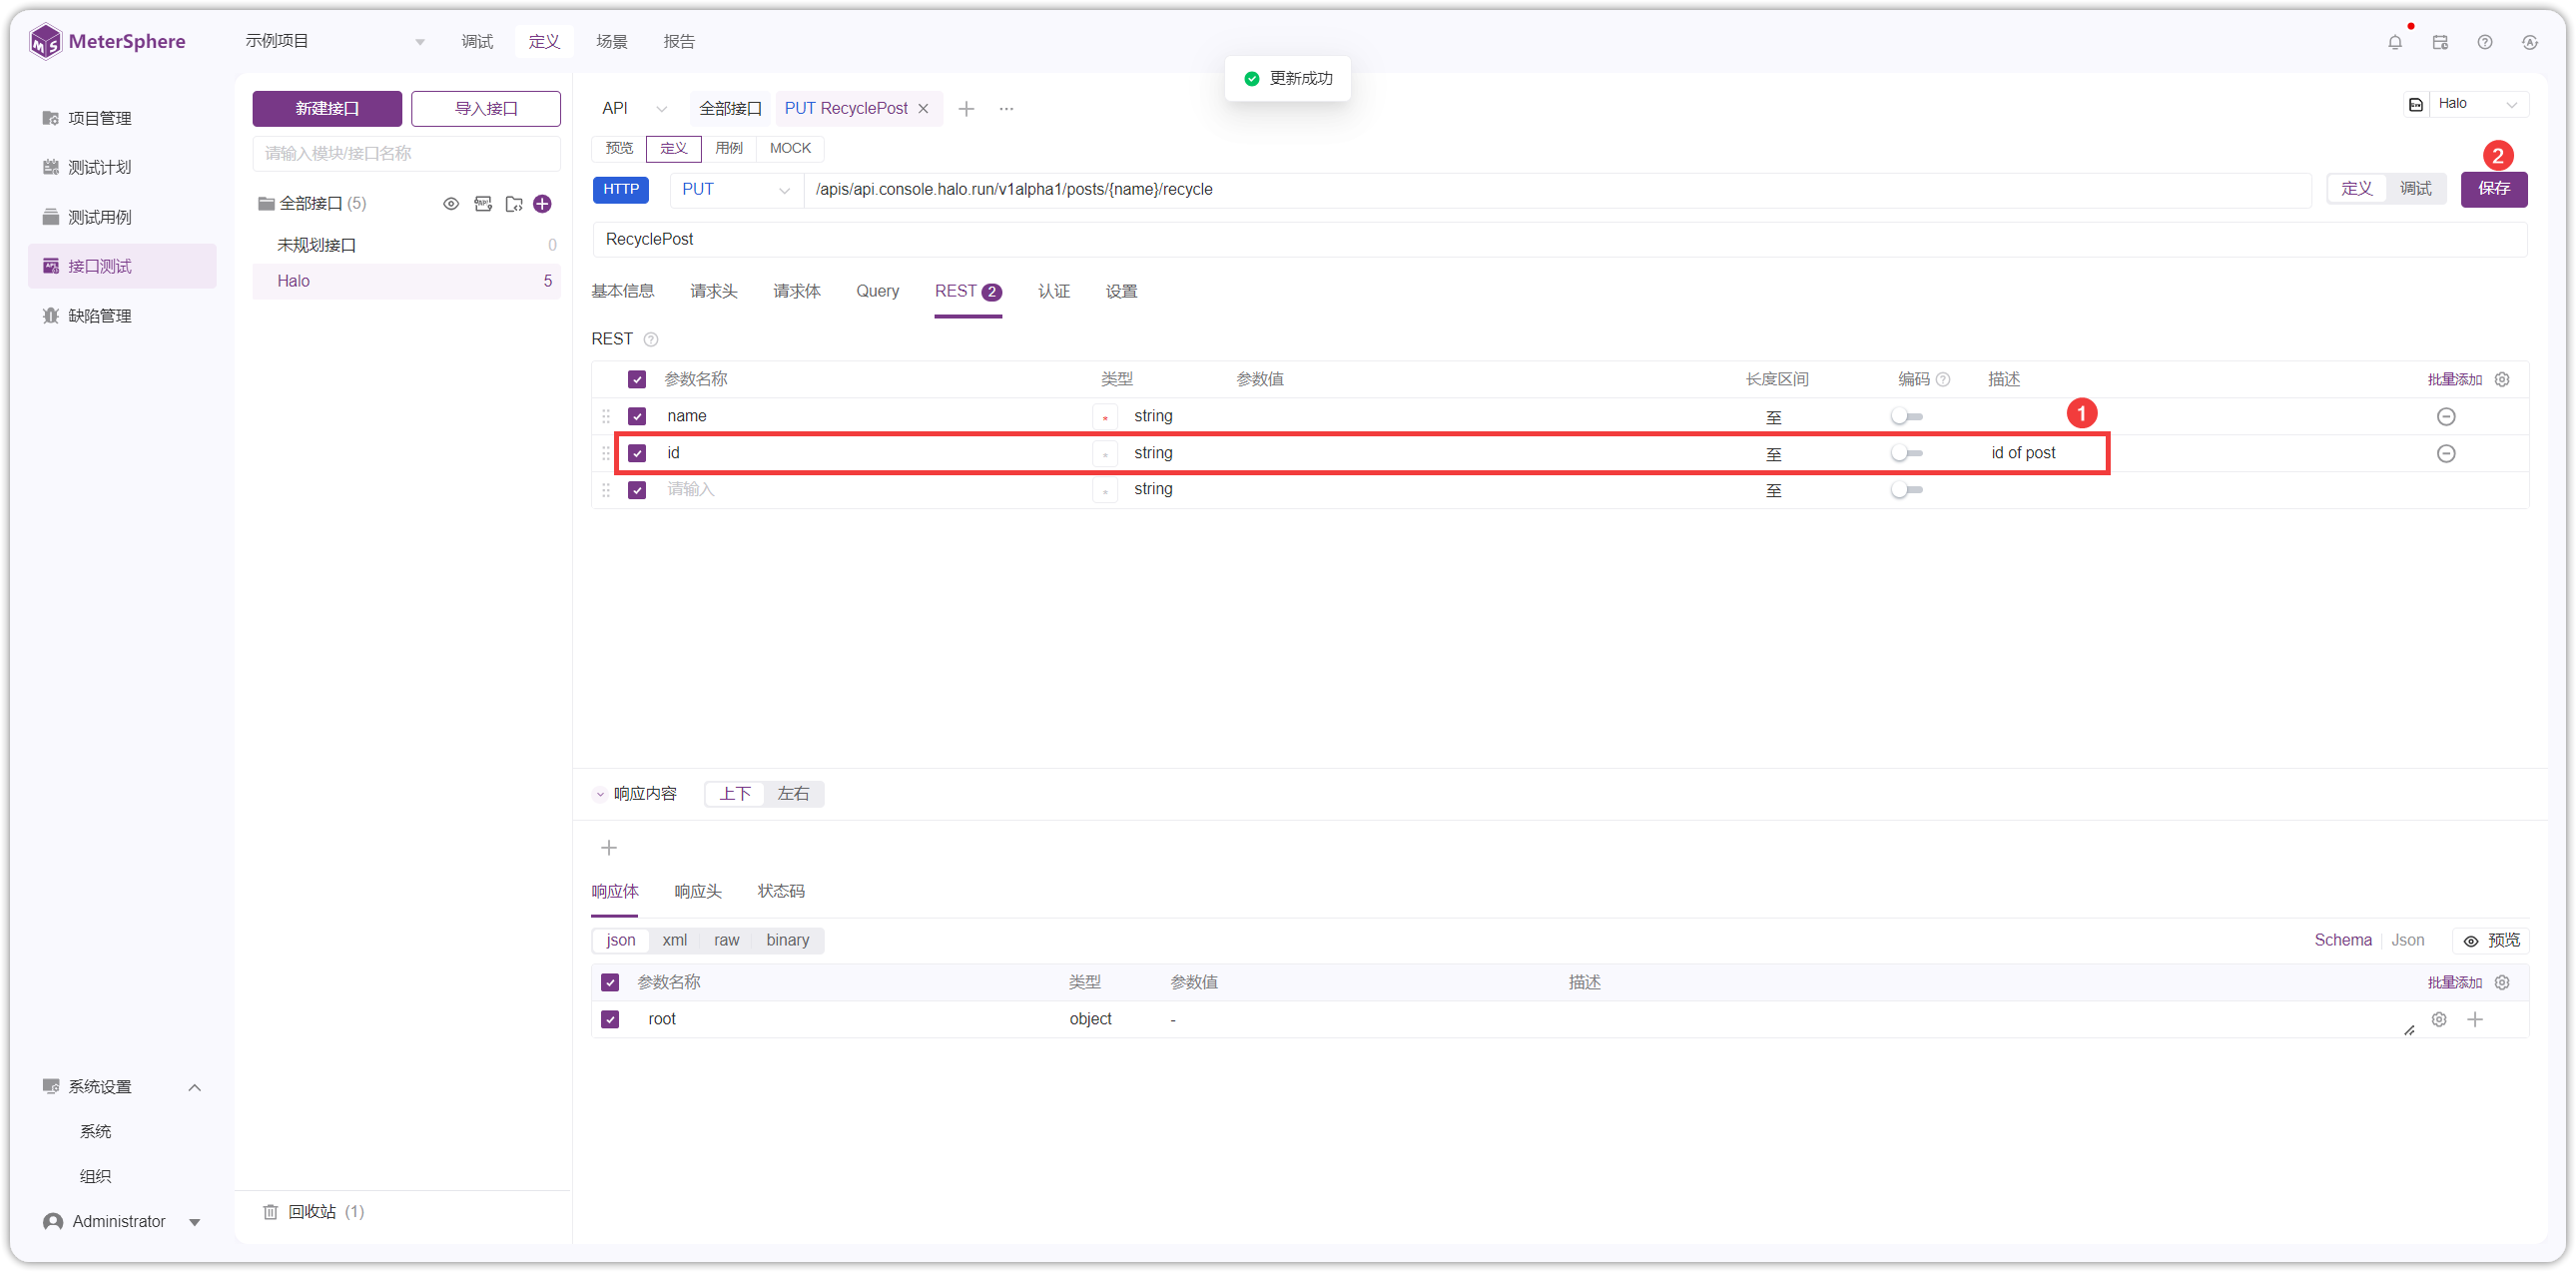 MeterSphere
示例项目
调试 定义 场景 报告
更新成功
项目管理
测试计划
测试用例
接口测试
缺陷管理
系统设置
系统
组织
Administrator
新建接口 导入接口
请输入模块/接口名称
全部接口 (5)
未规划接口 0
Halo 5
回收站 (1)
API 全部接口 PUT RecyclePost
Halo
预览 定义 用例 MOCK
2
HTTP PUT /apis/api.console.halo.run/v1alpha1/posts/{name}/recycle 定义 调试 保存
RecyclePost
基本信息 请求头 请求体 Query REST 2 认证 设置
REST
参数名称 类型 参数值 长度区间 编码 描述 批量添加
name * string 至
1
id * string 至 id of post
请输入 * string 至
响应内容 上下 左右
响应体 响应头 状态码
json xml raw binary Schema Json 预览
参数名称 类型 参数值 描述 批量添加
root object -